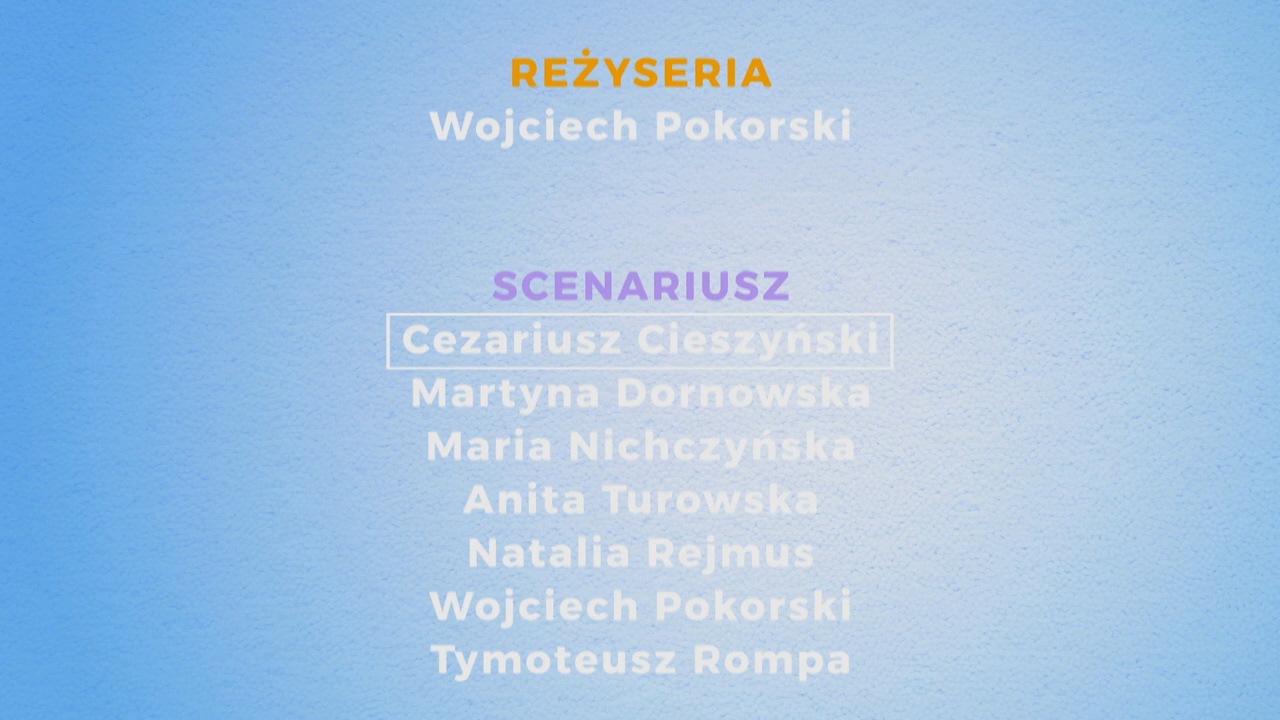 REŻYSERIA
Wojciech Pokorski
SCENARIUSZ
Cezariusz Cieszyński
Martyna Dornowska
Maria Nichczyńska
Anita Turowska
Natalia Rejmus
Wojciech Pokorski
Tymoteusz Rompa